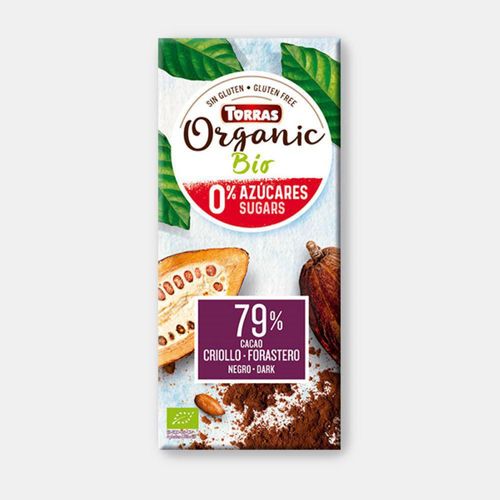 SIN GLUTEN • GLUTEN FREE
TORRAS
Organic
Bio
0% AZÚCARES
SUGARS
79%
CACAO
CRIOLLO · FORASTERO
NEGRO · DARK